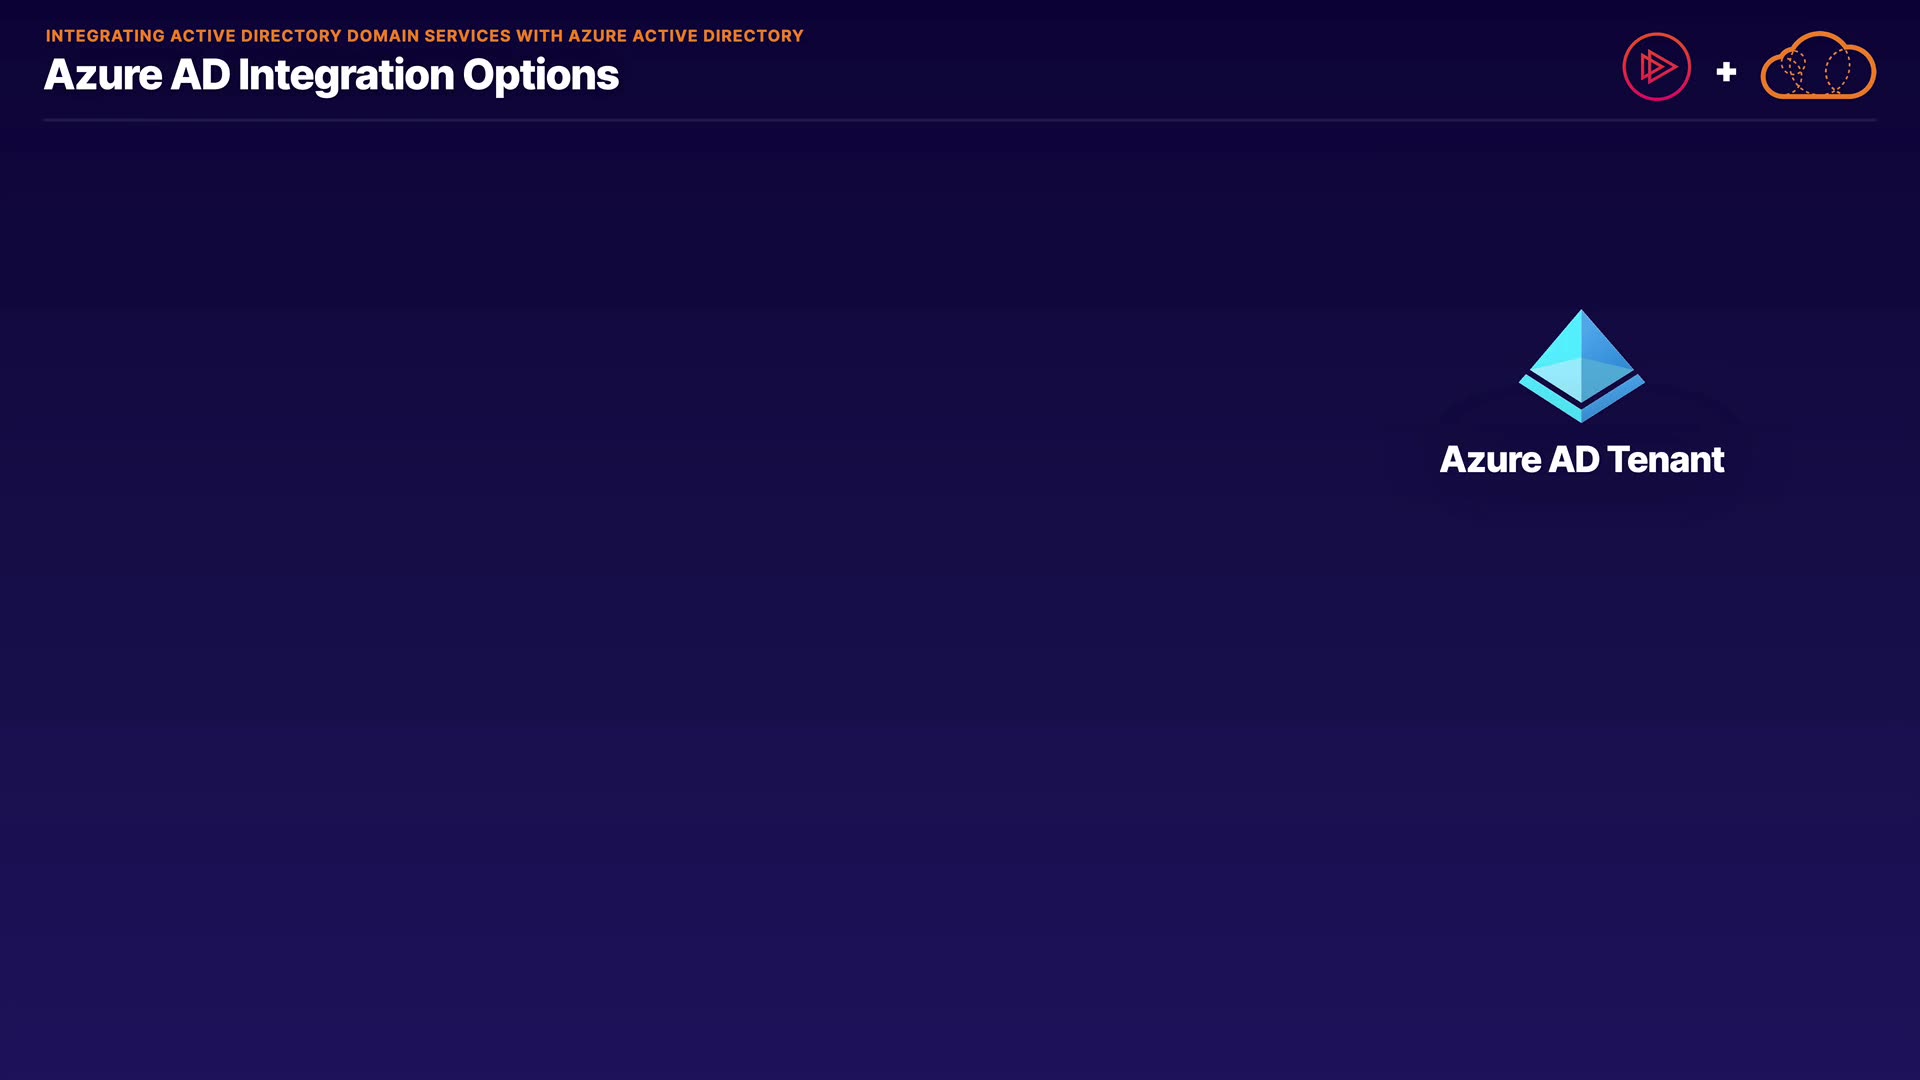 INTEGRATING ACTIVE DIRECTORY DOMAIN SERVICES WITH AZURE ACTIVE DIRECTORY
Azure AD Integration Options
+
Azure AD Tenant